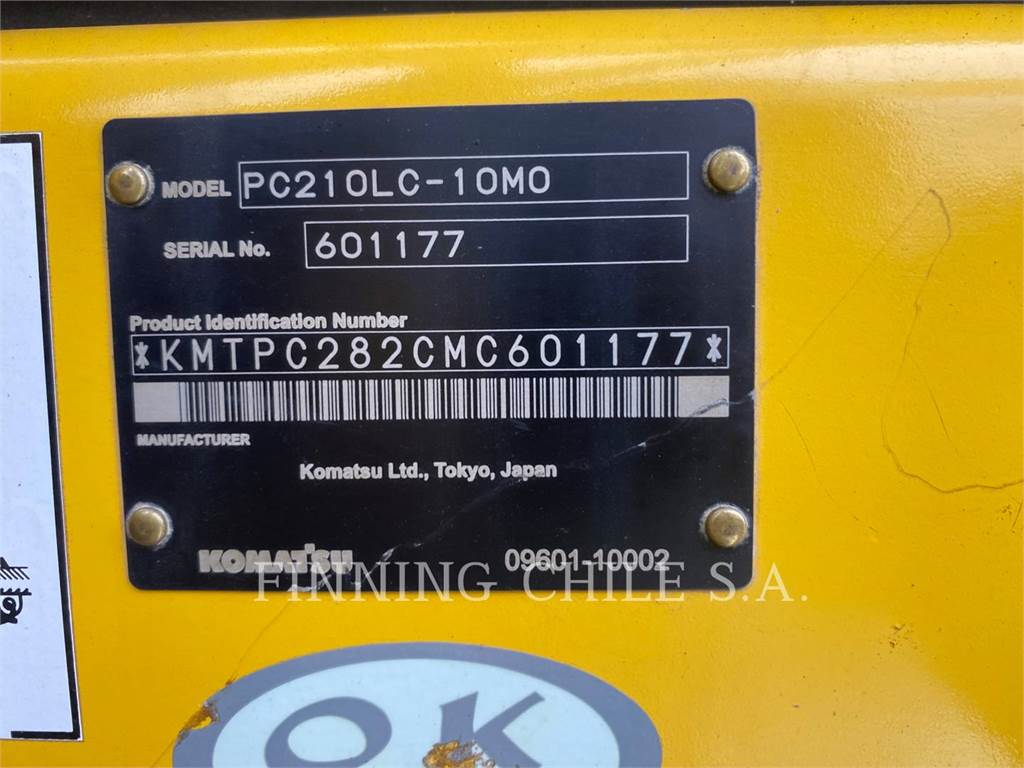 MODEL PC210LC-10M0
SERIAL No. 601177
Product Identification Number
*KMTPC282CMC601177*
MANUFACTURER
Komatsu Ltd., Tokyo, Japan
KOMATSU 09601-10002
FINNING CHILE S.A.
OK